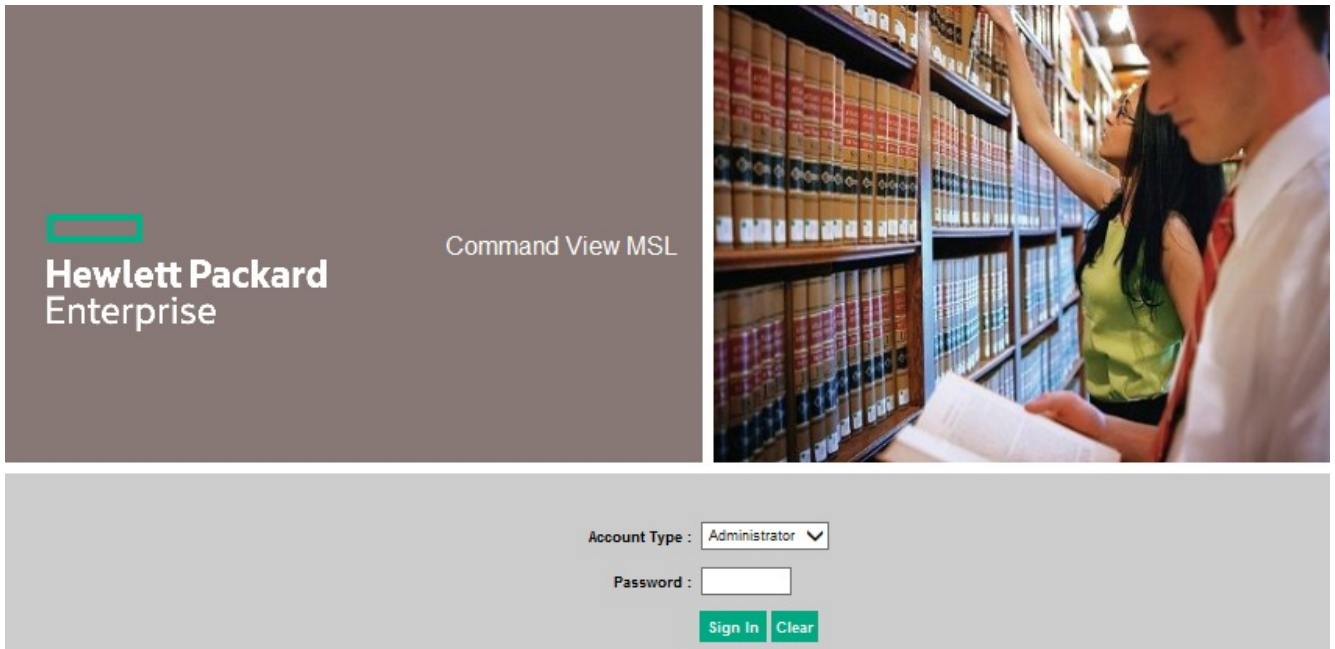 Command View MSL
Hewlett Packard
Enterprise
Account Type :
Administrator
Password :
Sign In
Clear